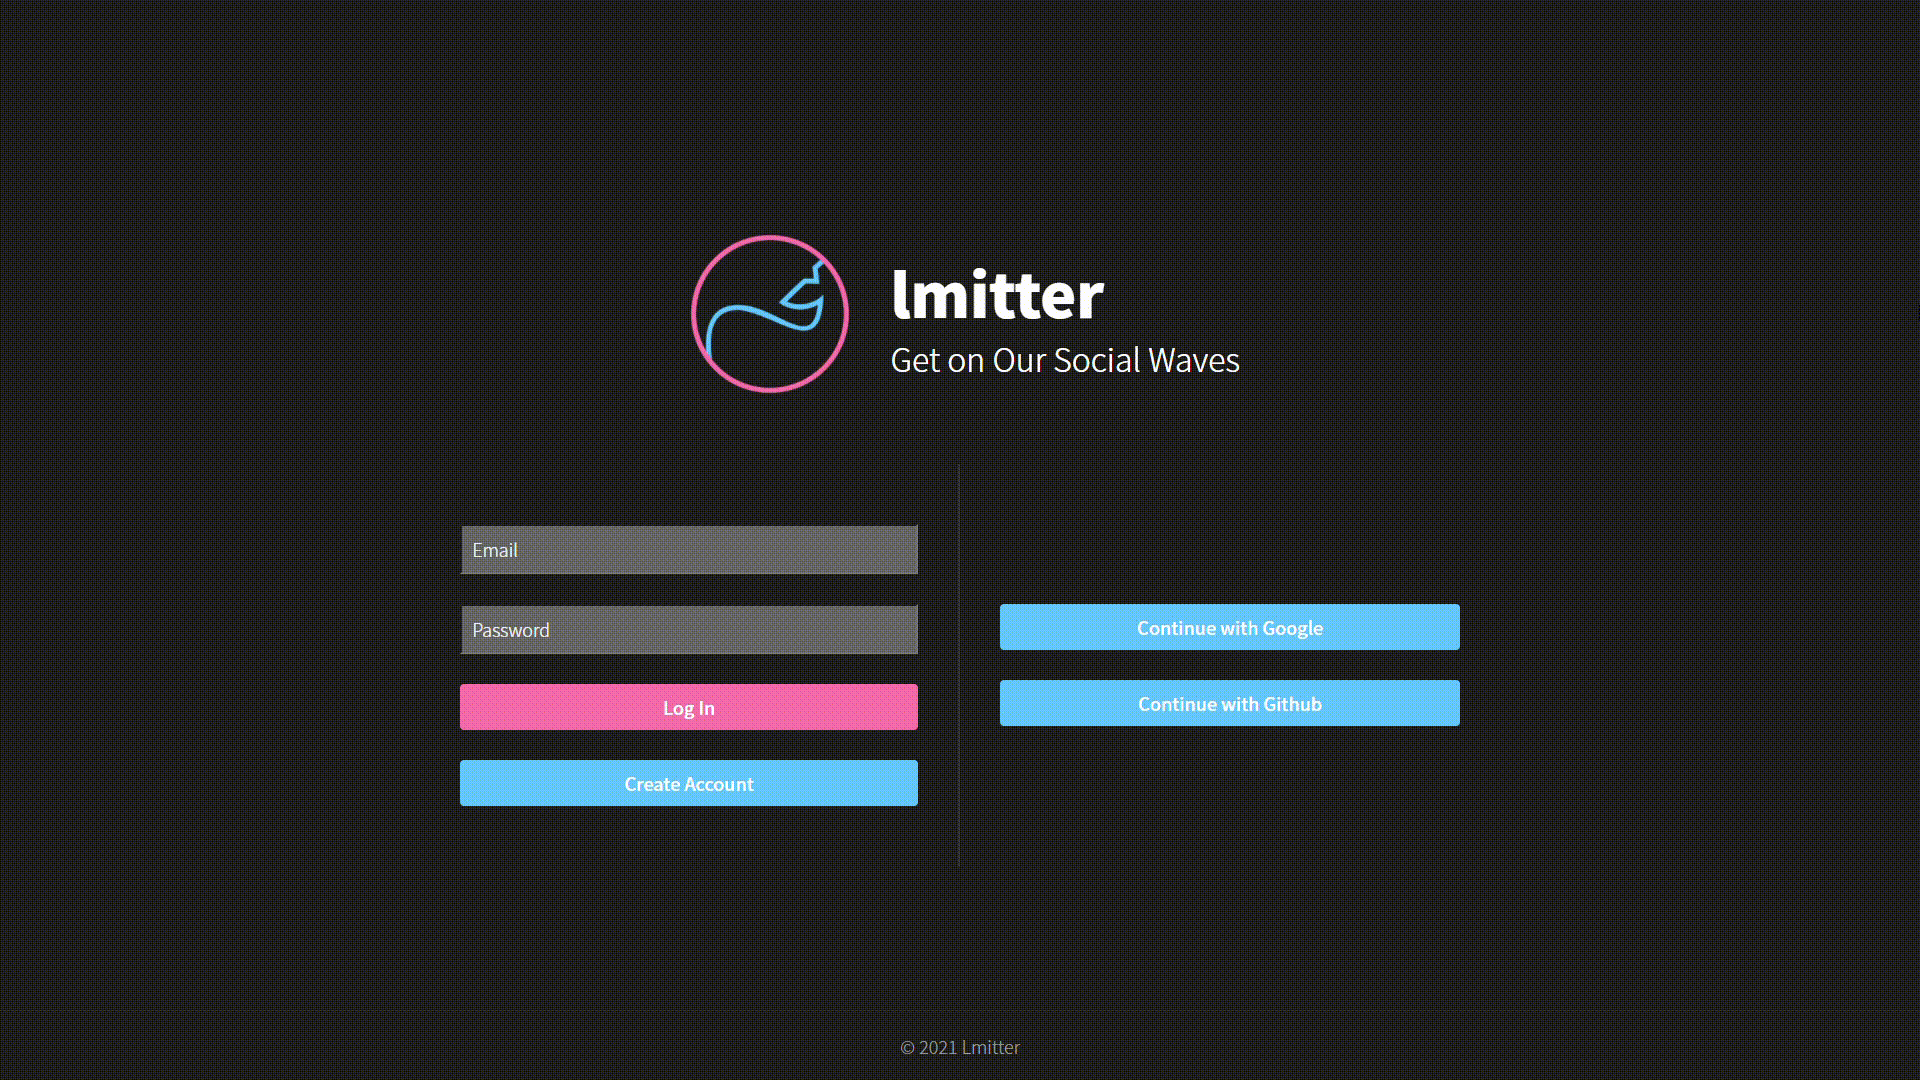 lmitter
Get on Our Social Waves
Email
Password
Log In
Create Account
Continue with Google
Continue with Github
© 2021 Lmitter